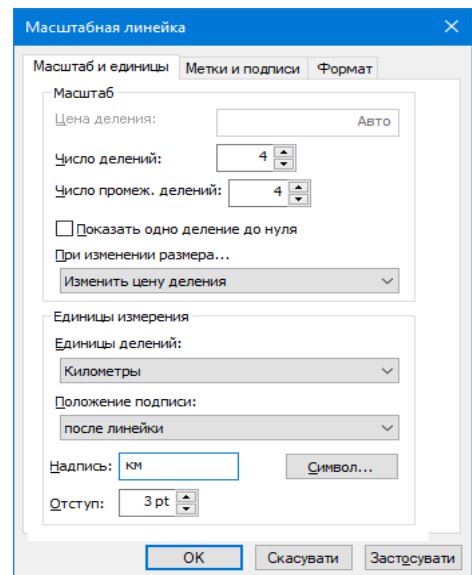 Масштабная линейка
Масштаб и единицы Метки и подписи Формат
Масштаб
Цена деления: Авто
Число делений: 4
Число промеж. делений: 4
Показать одно деление до нуля
При изменении размера...
Изменить цену деления
Единицы измерения
Единицы делений:
Километры
Положение подписи:
после линейки
Надпись: км Символ...
Отступ: 3 pt
OK Скасувати Застосувати